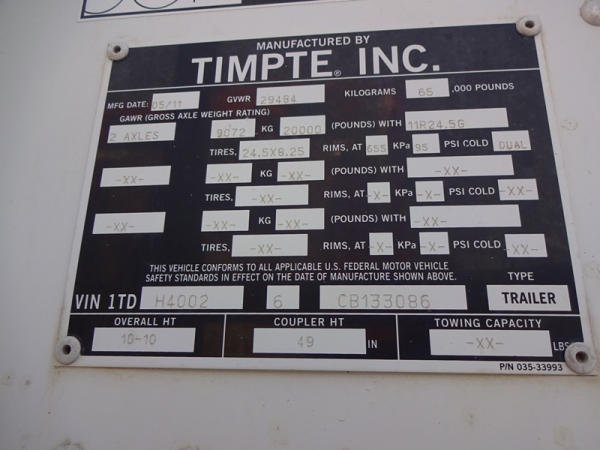 MANUFACTURED BY
TIMPTE® INC.
MFG DATE: 05/11 GVWR 29484 KILOGRAMS 65 ,000 POUNDS
GAWR (GROSS AXLE WEIGHT RATING)
2 AXLES 9072 , KG 20000 (POUNDS) WITH 11R24.5G
TIRES, 24.5X8.25 RIMS, AT 655 KPa 95 PSI COLD DUAL
-XX- -XX- KG -XX- (POUNDS) WITH -XX-
TIRES, -XX- RIMS, AT -X- KPa -X- PSI COLD -XX-
-XX- -XX- KG -XX- (POUNDS) WITH -XX-
TIRES, -XX- RIMS, AT -X- KPa -X- PSI COLD -XX-
THIS VEHICLE CONFORMS TO ALL APPLICABLE U.S. FEDERAL MOTOR VEHICLE
SAFETY STANDARDS IN EFFECT ON THE DATE OF MANUFACTURE SHOWN ABOVE. TYPE
VIN 1TD H4002 6 CB133086 TRAILER
OVERALL HT COUPLER HT TOWING CAPACITY
10-10 49 IN -XX- LBS
P/N 035-33993